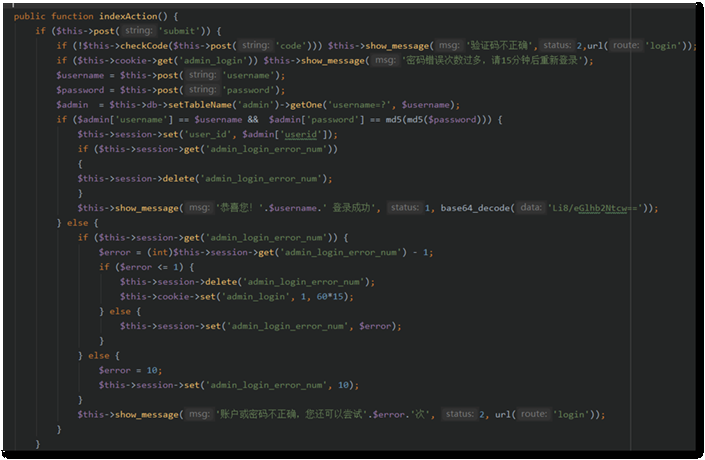 public function indexAction() {
if ($this->post( string: 'submit')) {
if (!$this->checkCode($this->post( string: 'code'))) $this->show_message( msg: '验证码不正确', status: 2,url( route: 'login'));
if ($this->cookie->get('admin_login')) $this->show_message( msg: '密码错误次数过多，请15分钟后重新登录');
$username = $this->post( string: 'username');
$password = $this->post( string: 'password');
$admin  = $this->db->setTableName('admin')->getOne('username=?', $username);
if ($admin['username'] == $username &&  $admin['password'] == md5(md5($password))) {
$this->session->set('user_id', $admin['userid']);
if ($this->session->get('admin_login_error_num'))
{
$this->session->delete('admin_login_error_num');
}
$this->show_message( msg: '恭喜您！'.$username.' 登录成功', status: 1, base64_decode( data: 'Li8/eGlhb2Ntcw=='));
} else {
if ($this->session->get('admin_login_error_num')) {
$error = (int)$this->session->get('admin_login_error_num') - 1;
if ($error <= 1) {
$this->session->delete('admin_login_error_num');
$this->cookie->set('admin_login', 1, 60*15);
} else {
$this->session->set('admin_login_error_num', $error);
}
} else {
$error = 10;
$this->session->set('admin_login_error_num', 10);
}
$this->show_message( msg: '账户或密码不正确，您还可以尝试'.$error.'次', status: 2, url( route: 'login'));
}
}